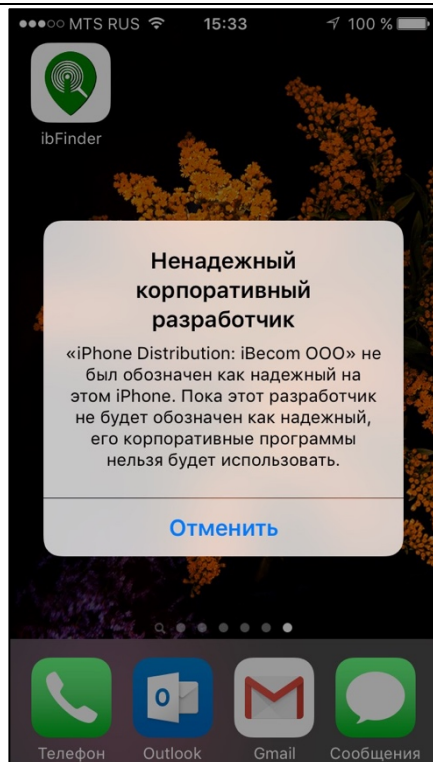 MTS RUS 15:33 100 %
ibFinder
Ненадежный
корпоративный
разработчик
«iPhone Distribution: iBecom OOO» не
был обозначен как надежный на
этом iPhone. Пока этот разработчик
не будет обозначен как надежный,
его корпоративные программы
нельзя будет использовать.
Отменить
Телефон Outlook Gmail Сообщения